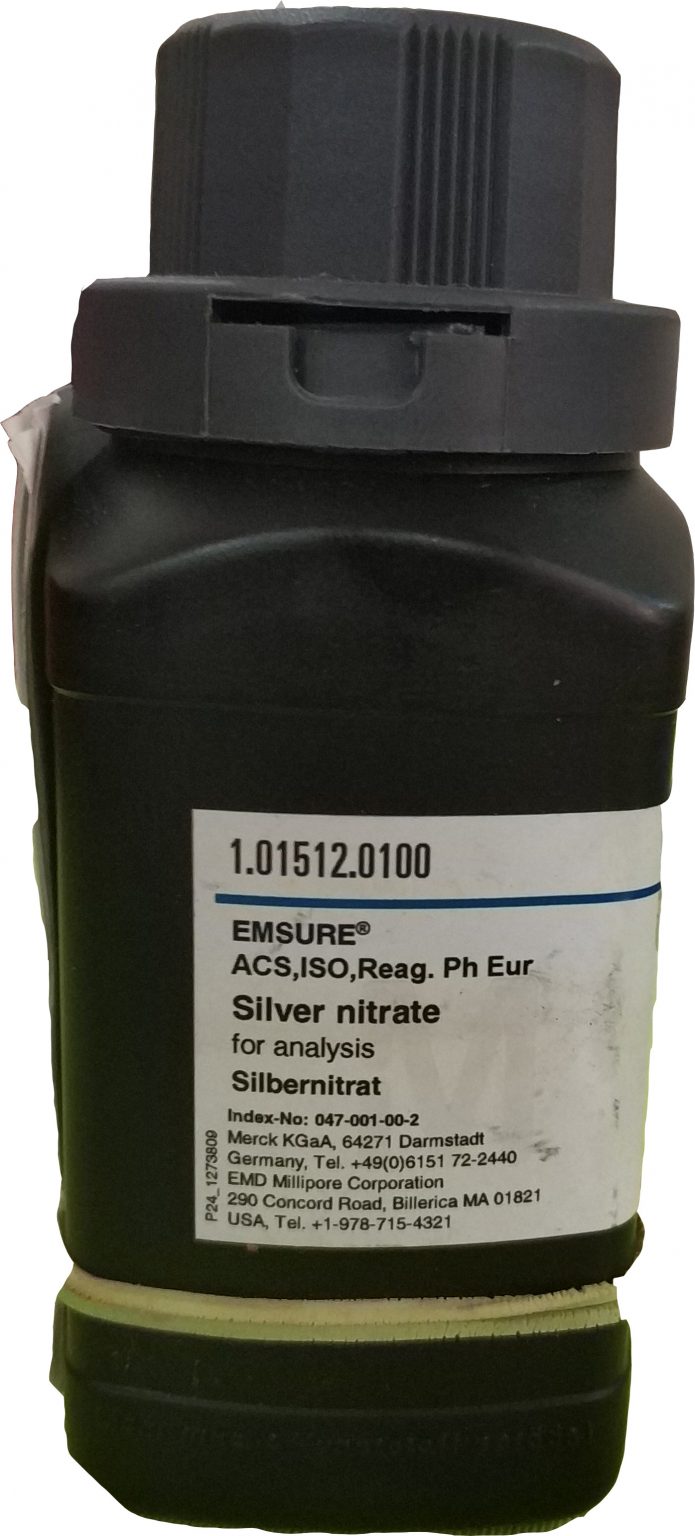 1.01512.0100
EMSURE®
ACS,ISO,Reag. Ph Eur
Silver nitrate
for analysis
Silbernitrat
Index-No: 047-001-00-2
Merck KGaA, 64271 Darmstadt
Germany, Tel. +49(0)6151 72-2440
EMD Millipore Corporation
290 Concord Road, Billerica MA 01821
USA, Tel. +1-978-715-4321
P24_1273809